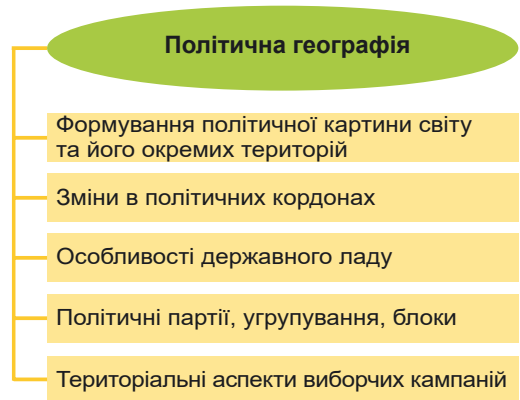 Політична географія
Формування політичної картини світу
та його окремих територій
Зміни в політичних кордонах
Особливості державного ладу
Політичні партії, угрупування, блоки
Територіальні аспекти виборчих кампаній